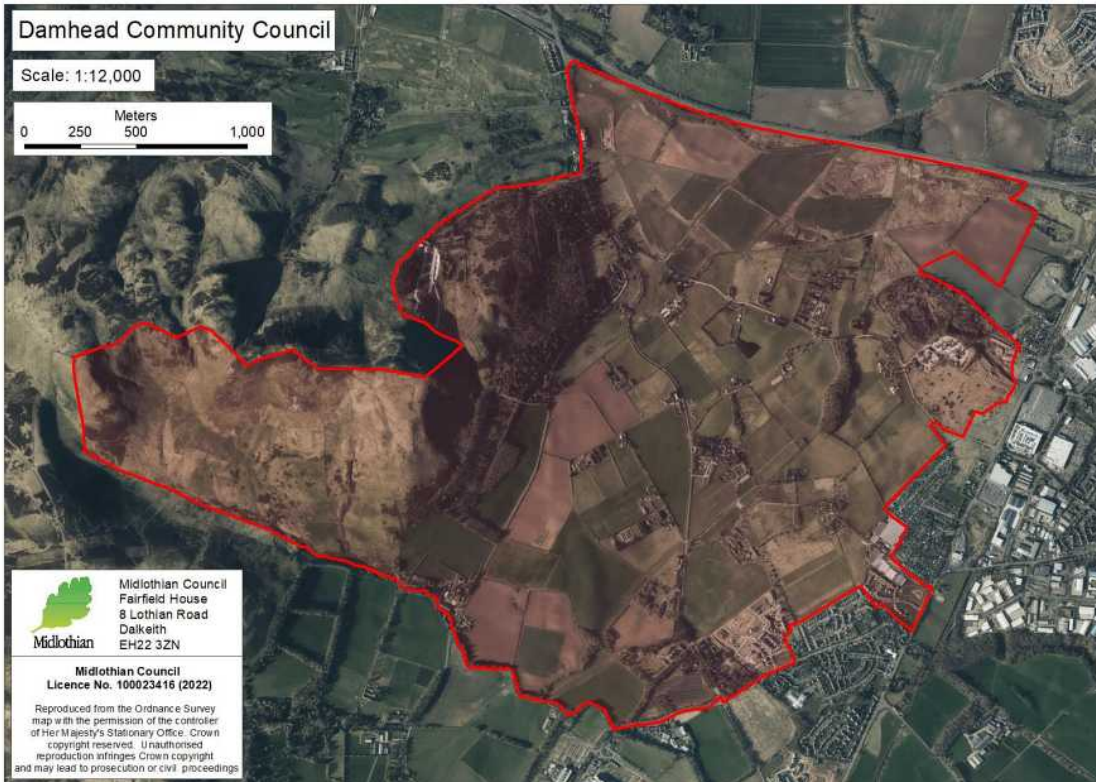 Damhead Community Council
Scale: 1:12,000
Meters
0 250 500 1,000
Midlothian
Midlothian Council
Fairfield House
8 Lothian Road
Dalkeith
EH22 3ZN
Midlothian Council
Licence No. 100023416 (2022)
Reproduced from the Ordnance Survey
map with the permission of the controller
of Her Majesty's Stationary Office. Crown
copyright reserved. Unauthorised
reproduction infringes Crown copyright
and may lead to prosecution or civil proceedings